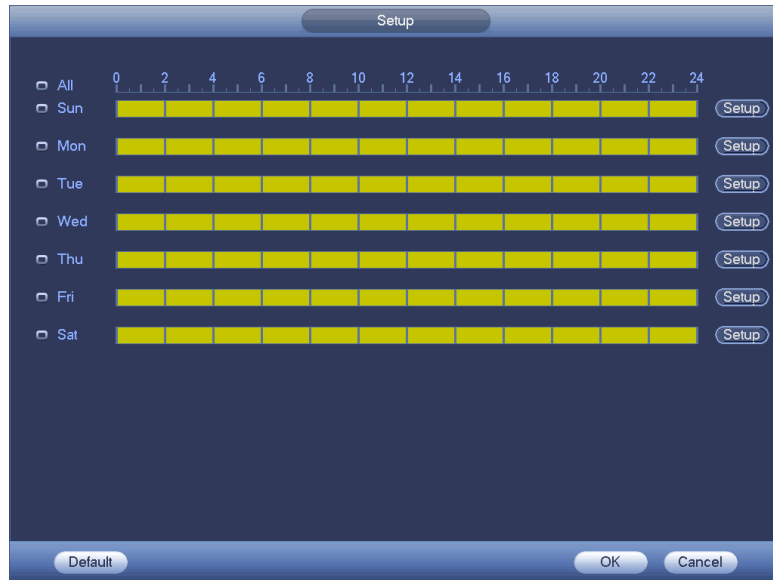 Setup
All 0 2 4 6 8 10 12 14 16 18 20 22 24
Sun Setup
Mon Setup
Tue Setup
Wed Setup
Thu Setup
Fri Setup
Sat Setup
Default OK Cancel